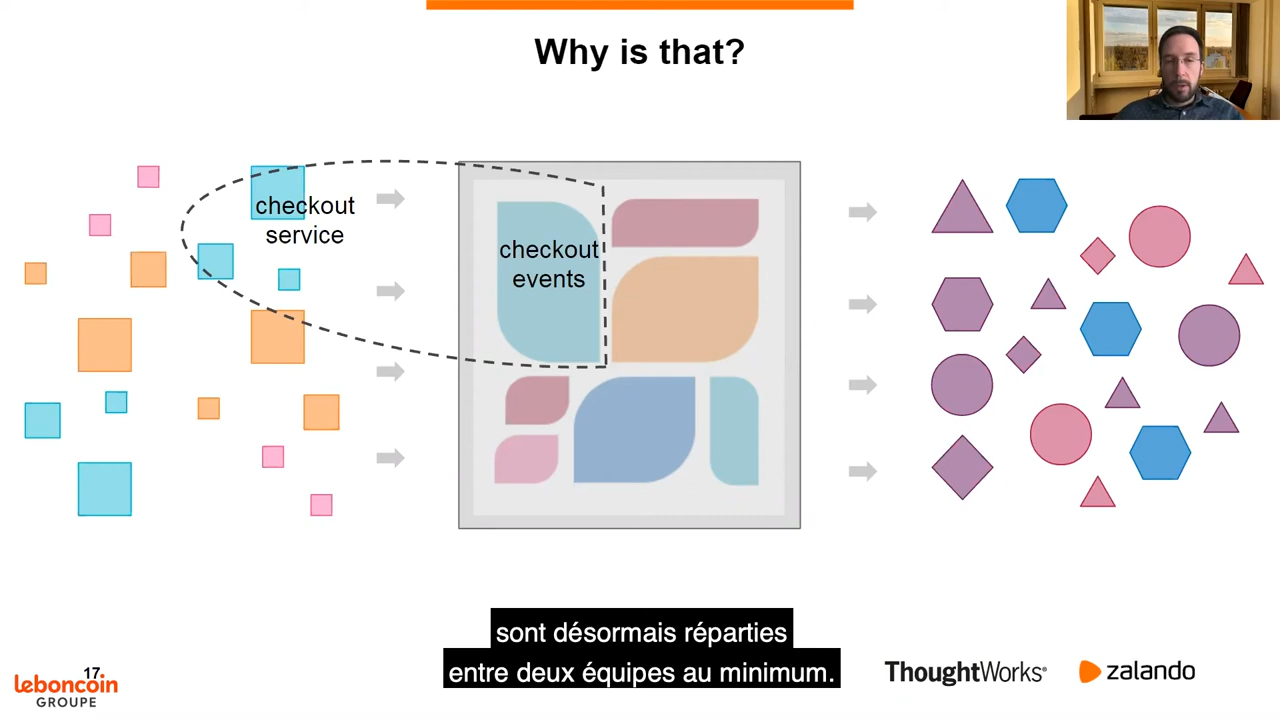 Why is that?
checkout
service
checkout
events
sont désormais réparties
entre deux équipes au minimum.
17
leboncoin
GROUPE
ThoughtWorks®
zalando